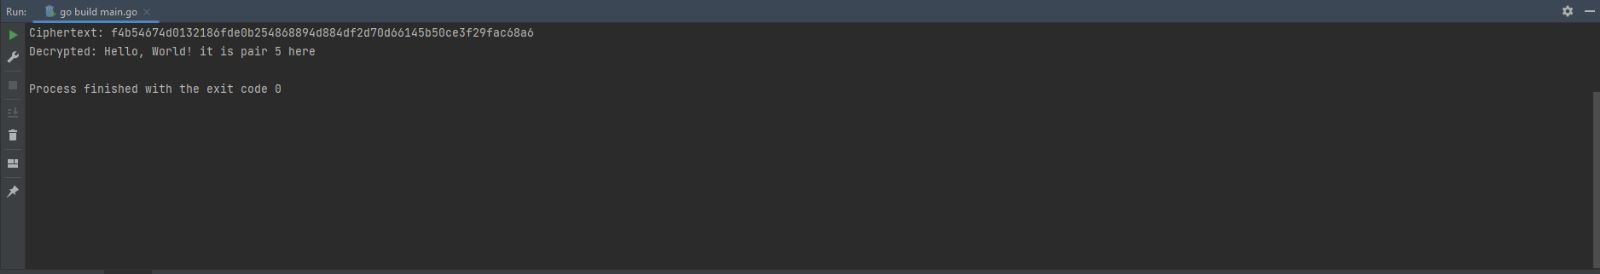 Run: go build main.go
Ciphertext: f4b54674d0132186fde0b254868894d884df2d70d66145b50ce3f29fac68a6
Decrypted: Hello, World! it is pair 5 here
Process finished with the exit code 0